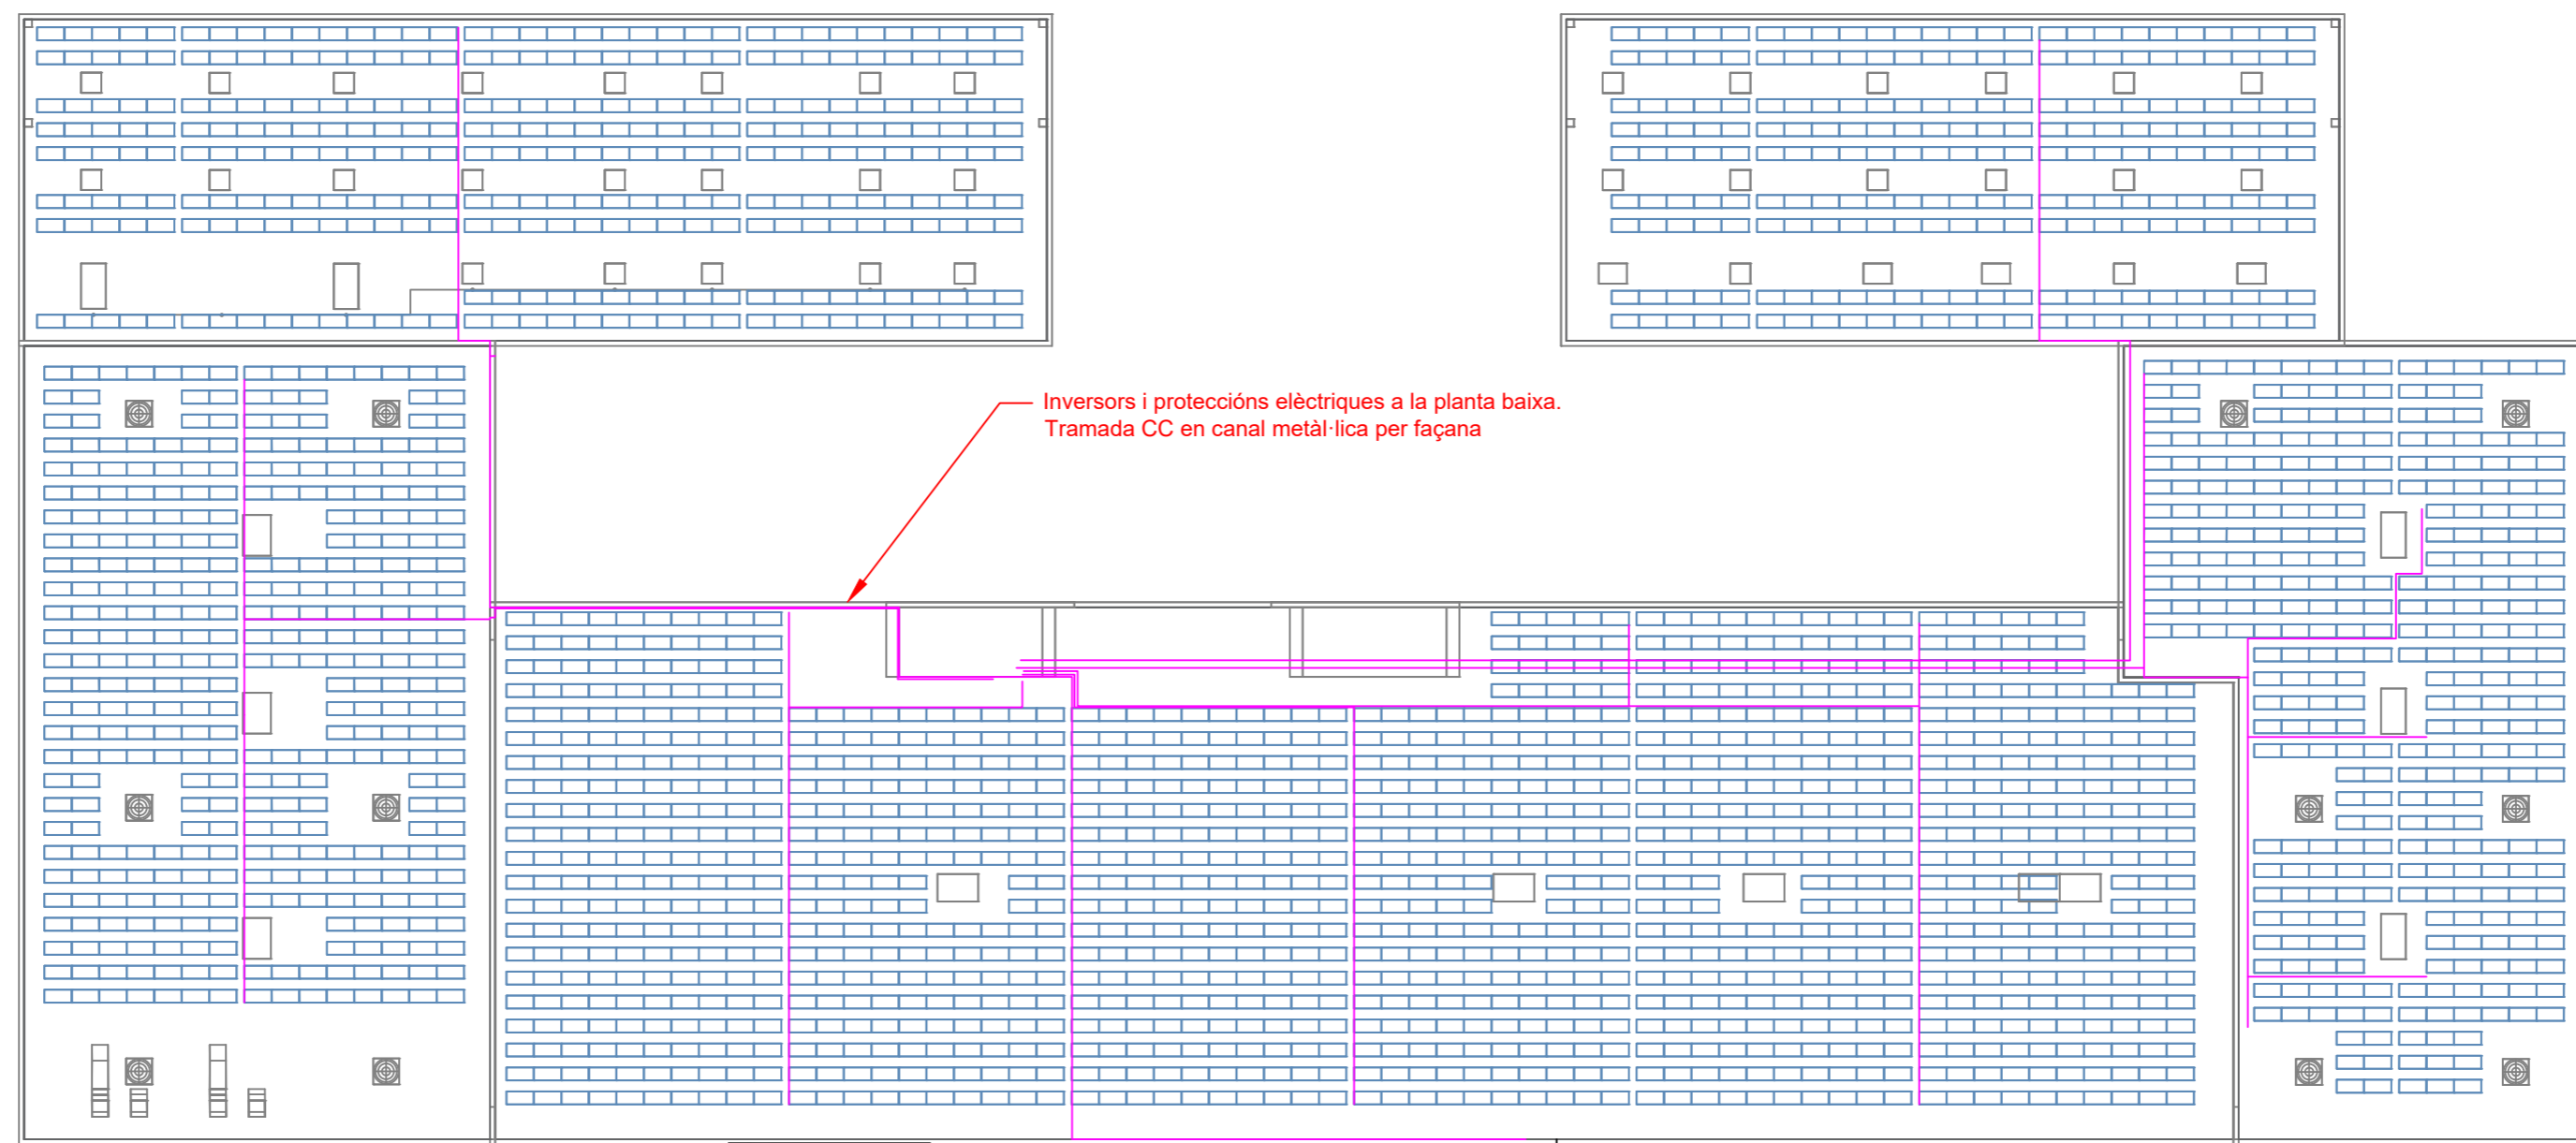 Inversors i proteccións elèctriques a la planta baixa.
Tramada CC en canal metàl·lica per façana